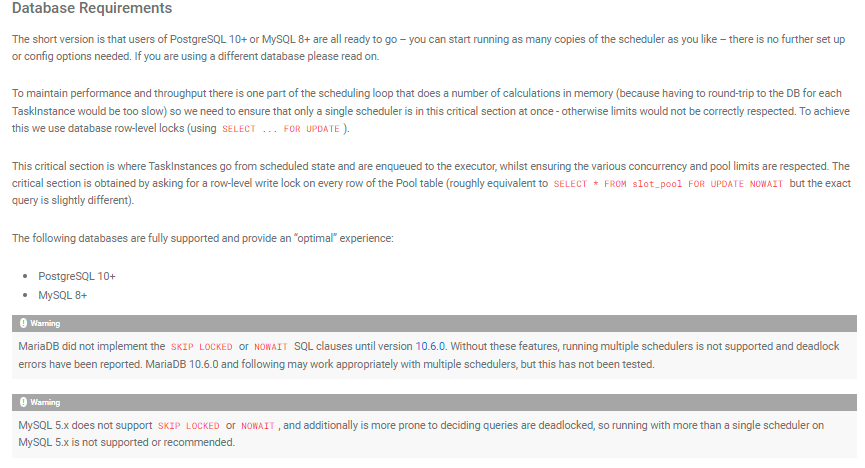 Database Requirements
The short version is that users of PostgreSQL 10+ or MySQL 8+ are all ready to go – you can start running as many copies of the scheduler as you like – there is no further set up
or config options needed. If you are using a different database please read on.
To maintain performance and throughput there is one part of the scheduling loop that does a number of calculations in memory (because having to round-trip to the DB for each
TaskInstance would be too slow) so we need to ensure that only a single scheduler is in this critical section at once - otherwise limits would not be correctly respected. To achieve
this we use database row-level locks (using SELECT ... FOR UPDATE ).
This critical section is where TaskInstances go from scheduled state and are enqueued to the executor, whilst ensuring the various concurrency and pool limits are respected. The
critical section is obtained by asking for a row-level write lock on every row of the Pool table (roughly equivalent to SELECT * FROM slot_pool FOR UPDATE NOWAIT but the exact
query is slightly different).
The following databases are fully supported and provide an “optimal” experience:
• PostgreSQL 10+
• MySQL 8+
Warning
MariaDB did not implement the SKIP LOCKED or NOWAIT SQL clauses until version 10.6.0. Without these features, running multiple schedulers is not supported and deadlock
errors have been reported. MariaDB 10.6.0 and following may work appropriately with multiple schedulers, but this has not been tested.
Warning
MySQL 5.x does not support SKIP LOCKED or NOWAIT , and additionally is more prone to deciding queries are deadlocked, so running with more than a single scheduler on
MySQL 5.x is not supported or recommended.